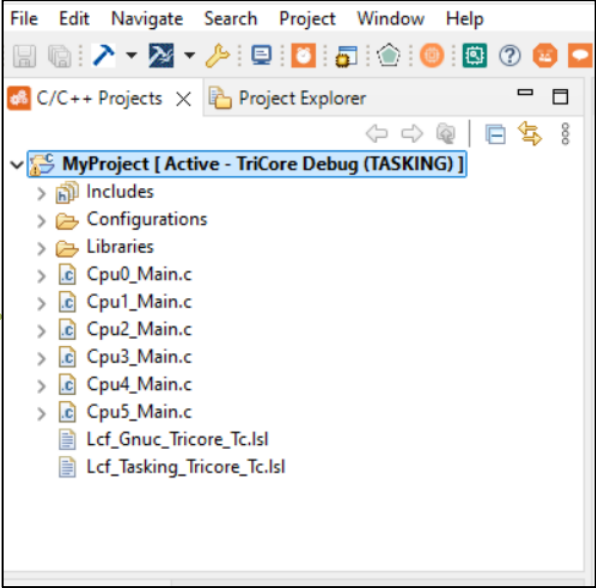 File Edit Navigate Search Project Window Help
C/C++ Projects Project Explorer
MyProject [ Active - TriCore Debug (TASKING) ]
Includes
Configurations
Libraries
Cpu0_Main.c
Cpu1_Main.c
Cpu2_Main.c
Cpu3_Main.c
Cpu4_Main.c
Cpu5_Main.c
Lcf_Gnuc_Tricore_Tc.lsl
Lcf_Tasking_Tricore_Tc.lsl